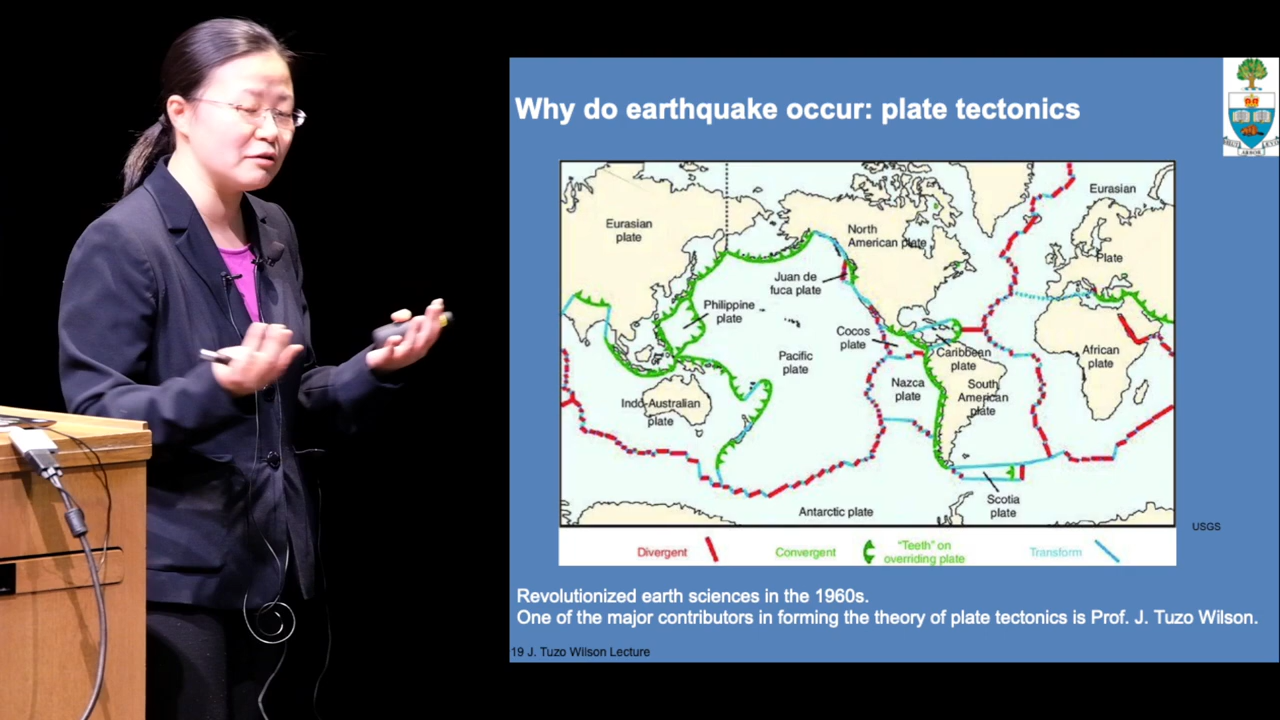 Why do earthquake occur: plate tectonics
Eurasian
plate
North
American plate
Eurasian
Plate
Juan de
fuca plate
Philippine
plate
Cocos
plate
Pacific
plate
Caribbean
plate
African
plate
Nazca
plate
South
American
plate
Indo-Australian
plate
Scotia
plate
Antarctic plate
USGS
Divergent
Convergent
"Teeth" on
overriding plate
Transform
Revolutionized earth sciences in the 1960s.
One of the major contributors in forming the theory of plate tectonics is Prof. J. Tuzo Wilson.
19 J. Tuzo Wilson Lecture